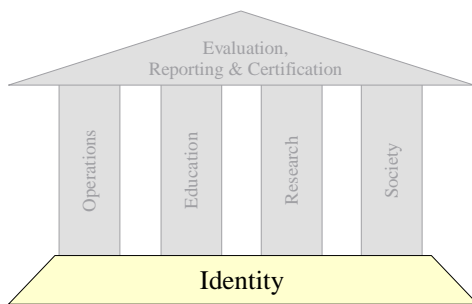 Evaluation,
Reporting & Certification
Operations
Education
Research
Society
Identity